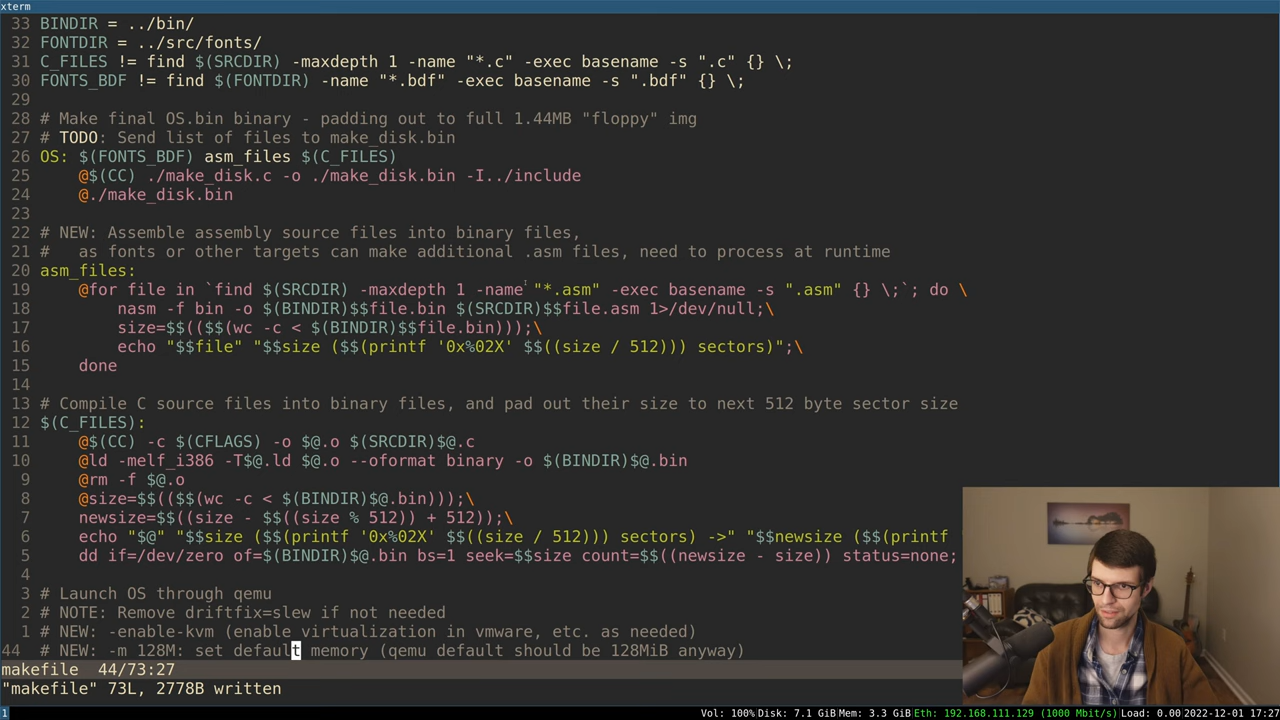 xterm
33 BINDIR = ../bin/
32 FONTDIR = ../src/fonts/
31 C_FILES != find $(SRCDIR) -maxdepth 1 -name "*.c" -exec basename -s ".c" {} \;
30 FONTS_BDF != find $(FONTDIR) -name "*.bdf" -exec basename -s ".bdf" {} \;
29
28 # Make final OS.bin binary - padding out to full 1.44MB "floppy" img
27 # TODO: Send list of files to make_disk.bin
26 OS: $(FONTS_BDF) asm_files $(C_FILES)
25     @$(CC) ./make_disk.c -o ./make_disk.bin -I../include
24     @./make_disk.bin
23
22 # NEW: Assemble assembly source files into binary files,
21 #   as fonts or other targets can make additional .asm files, need to process at runtime
20 asm_files:
19     @for file in `find $(SRCDIR) -maxdepth 1 -name "*.asm" -exec basename -s ".asm" {} \;`; do \
18         nasm -f bin -o $(BINDIR)$$file.bin $(SRCDIR)$$file.asm 1>/dev/null;\
17         size=$$(($$(wc -c < $(BINDIR)$$file.bin)));\
16         echo "$$file" "$$size ($$(printf '0x%02X' $$((size / 512))) sectors)";\
15     done
14
13 # Compile C source files into binary files, and pad out their size to next 512 byte sector size
12 $(C_FILES):
11     @$(CC) -c $(CFLAGS) -o $@.o $(SRCDIR)$@.c
10     @ld -melf_i386 -T$@.ld $@.o --oformat binary -o $(BINDIR)$@.bin
9     @rm -f $@.o
8     @size=$$(($$(wc -c < $(BINDIR)$@.bin)));\
7     newsize=$$((size - $$((size % 512)) + 512));\
6     echo "$@" "$$size ($$(printf '0x%02X' $$((size / 512))) sectors) ->" "$$newsize ($$(printf
5     dd if=/dev/zero of=$(BINDIR)$@.bin bs=1 seek=$$size count=$$((newsize - size)) status=none;
4
3 # Launch OS through qemu
2 # NOTE: Remove driftfix=slew if not needed
1 # NEW: -enable-kvm (enable virtualization in vmware, etc. as needed)
44 # NEW: -m 128M: set default memory (qemu default should be 128MiB anyway)
makefile  44/73:27
"makefile" 73L, 2778B written
1 Vol: 100% Disk: 7.1 GiB Mem: 3.3 GiB Eth: 192.168.111.129 (1000 Mbit/s) Load: 0.00 2022-12-01 17:27